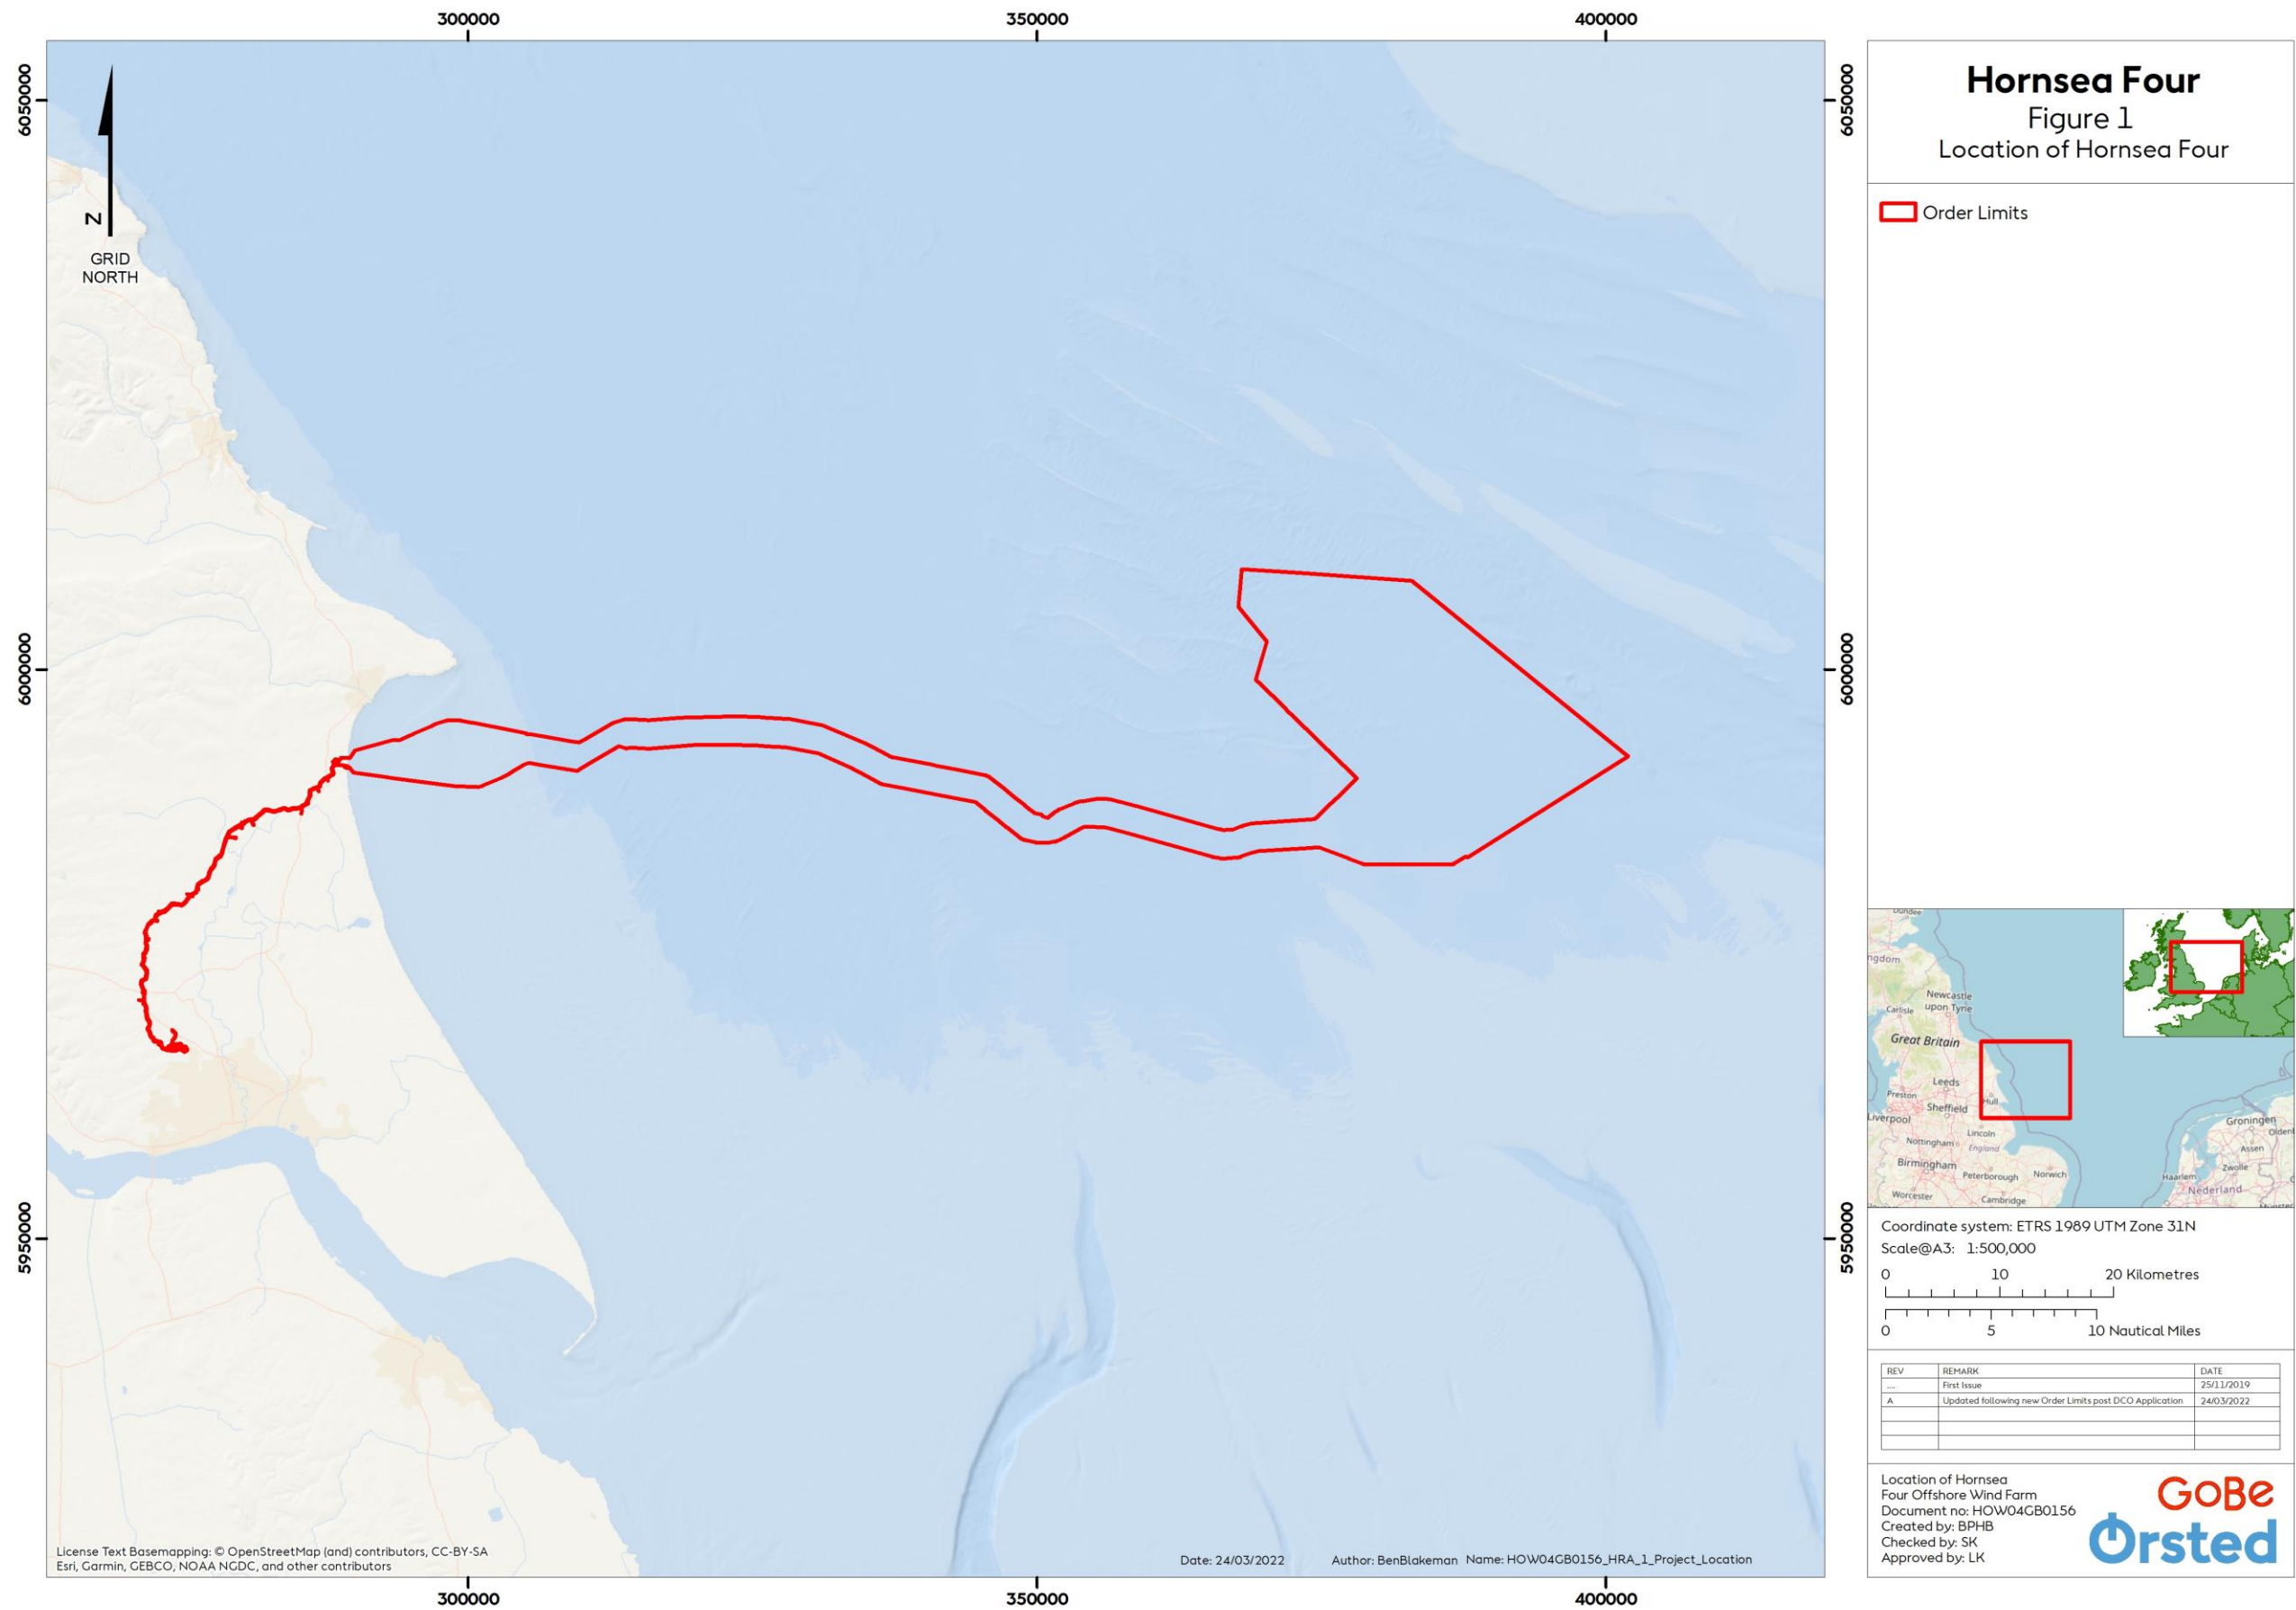 300000
350000
400000
6050000
6000000
5950000
6050000
6000000
5950000
N
GRID
NORTH
License Text Basemapping: © OpenStreetMap (and) contributors, CC-BY-SA
Esri, Garmin, GEBCO, NOAA NGDC, and other contributors
Date: 24/03/2022
Author: BenBlakeman
Name: HOW04GB0156_HRA_1_Project_Location
300000
350000
400000
Hornsea Four
Figure 1
Location of Hornsea Four
Order Limits
Dundee
ngdom
Newcastle
upon Tyne
Carlisle
Great Britain
Leeds
Preston
Sheffield
Hull
Liverpool
Lincoln
Nottingham
England
Birmingham
Peterborough
Norwich
Worcester
Cambridge
Groningen
Assen
Zwolle
Haarlem
Nederland
Coordinate system: ETRS 1989 UTM Zone 31N
Scale@A3: 1:500,000
0 10 20 Kilometres
0 5 10 Nautical Miles
REV REMARK DATE
.... First Issue 25/11/2019
A Updated following new Order Limits post DCO Application 24/03/2022
Location of Hornsea
Four Offshore Wind Farm
Document no: HOW04GB0156
Created by: BPHB
Checked by: SK
Approved by: LK
GoBe
Ørsted